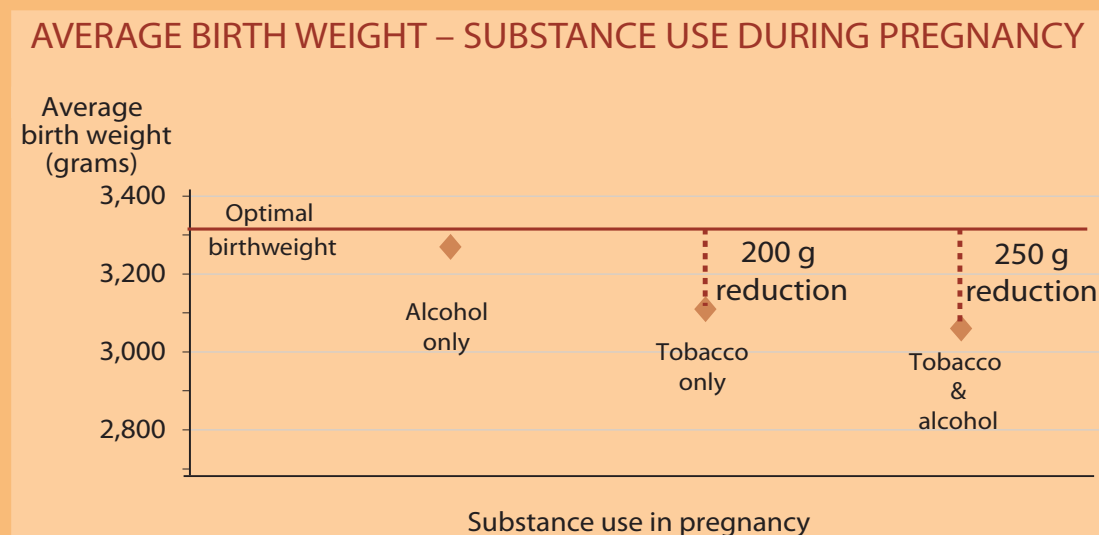 AVERAGE BIRTH WEIGHT – SUBSTANCE USE DURING PREGNANCY
Average
birth weight
(grams)
3,400
Optimal
birthweight
200 g
reduction
250 g
reduction
3,200
Alcohol
only
3,000
Tobacco
only
Tobacco
&
alcohol
2,800
Substance use in pregnancy